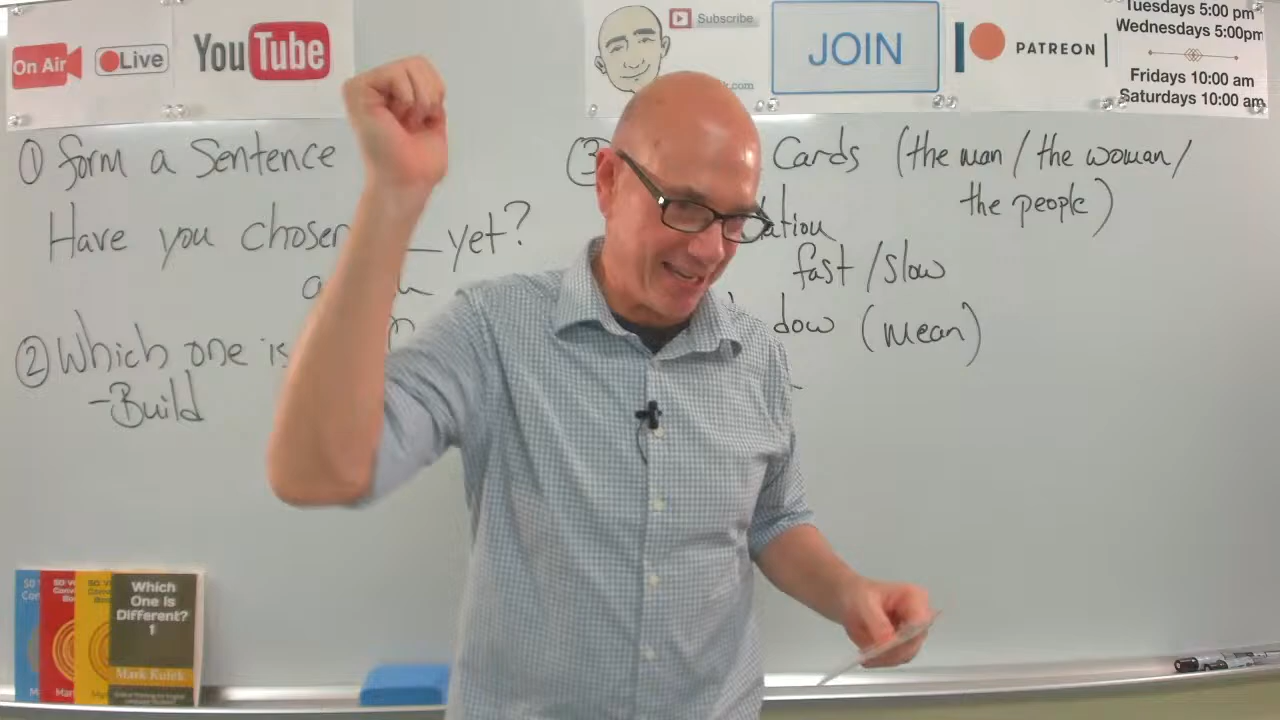 On Air
Live
YouTube
Subscribe
JOIN
PATREON
Tuesdays 5:00 pm
Wednesdays 5:00pm
Fridays 10:00 am
Saturdays 10:00 am
① form a Sentence
Have you chosen yet?
② Which one is
-Build
③ Cards (the man / the woman /
the people)
fast / slow
(mean)
Which
One Is
Different?
1
Mark Kulek